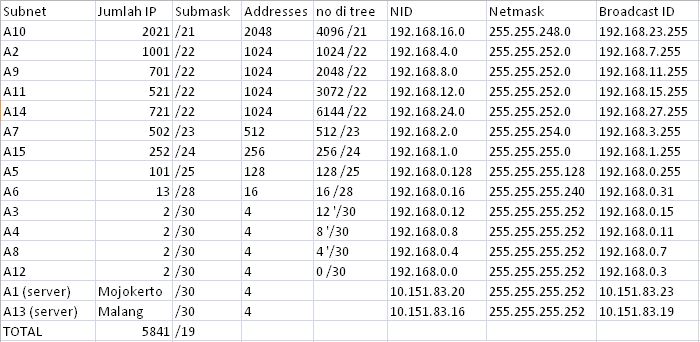 Subnet Jumlah IP Submask Addresses no di tree NID Netmask Broadcast ID
A10 2021 /21 2048 4096 /21 192.168.16.0 255.255.248.0 192.168.23.255
A2 1001 /22 1024 1024 /22 192.168.4.0 255.255.252.0 192.168.7.255
A9 701 /22 1024 2048 /22 192.168.8.0 255.255.252.0 192.168.11.255
A11 521 /22 1024 3072 /22 192.168.12.0 255.255.252.0 192.168.15.255
A14 721 /22 1024 6144 /22 192.168.24.0 255.255.252.0 192.168.27.255
A7 502 /23 512 512 /23 192.168.2.0 255.255.254.0 192.168.3.255
A15 252 /24 256 256 /24 192.168.1.0 255.255.255.0 192.168.1.255
A5 101 /25 128 128 /25 192.168.0.128 255.255.255.128 192.168.0.255
A6 13 /28 16 16 /28 192.168.0.16 255.255.255.240 192.168.0.31
A3 2 /30 4 12 '/30 192.168.0.12 255.255.255.252 192.168.0.15
A4 2 /30 4 8 '/30 192.168.0.8 255.255.255.252 192.168.0.11
A8 2 /30 4 4 '/30 192.168.0.4 255.255.255.252 192.168.0.7
A12 2 /30 4 0 /30 192.168.0.0 255.255.255.252 192.168.0.3
A1 (server) Mojokerto /30 4 10.151.83.20 255.255.255.252 10.151.83.23
A13 (server) Malang /30 4 10.151.83.16 255.255.255.252 10.151.83.19
TOTAL 5841 /19